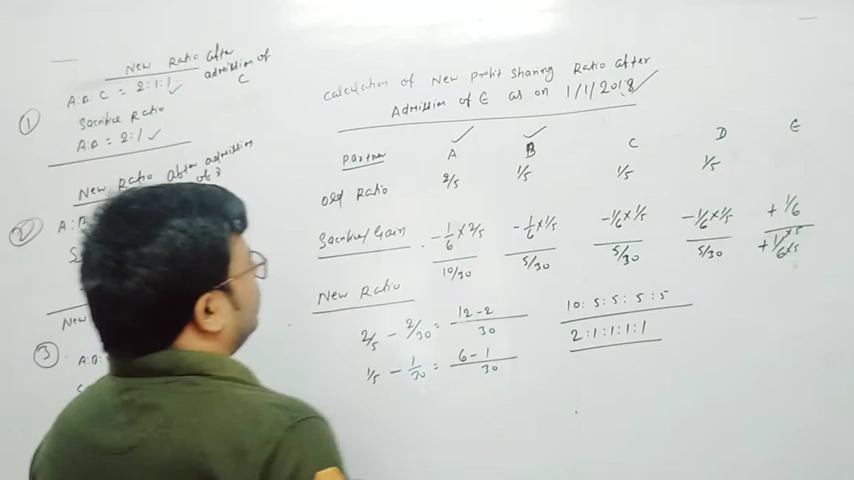 New Ratio after
admission of
C
①
A:B:C = 2:1:1 ✓
Sacrifice Ratio
A:B = 2:1 ✓
②
New Ratio after admission
of D
A:B
③
New
A:B:
Calculation of New profit sharing Ratio after
Admission of E as on 1/1/2018
Partner A B C D E
Old Ratio 2/5 1/5 1/5 1/5
Sacrifice/Gain - 1/6 × 2/5 - 1/6 × 1/5 - 1/6 × 1/5 - 1/6 × 1/5 + 1/6
10/30 5/30 5/30 5/30 + 1/6 × 5/5
New Ratio
2/5 - 2/30 = 12-2/30
1/5 - 1/30 = 6-1/30
10:5:5:5:5
2:1:1:1:1